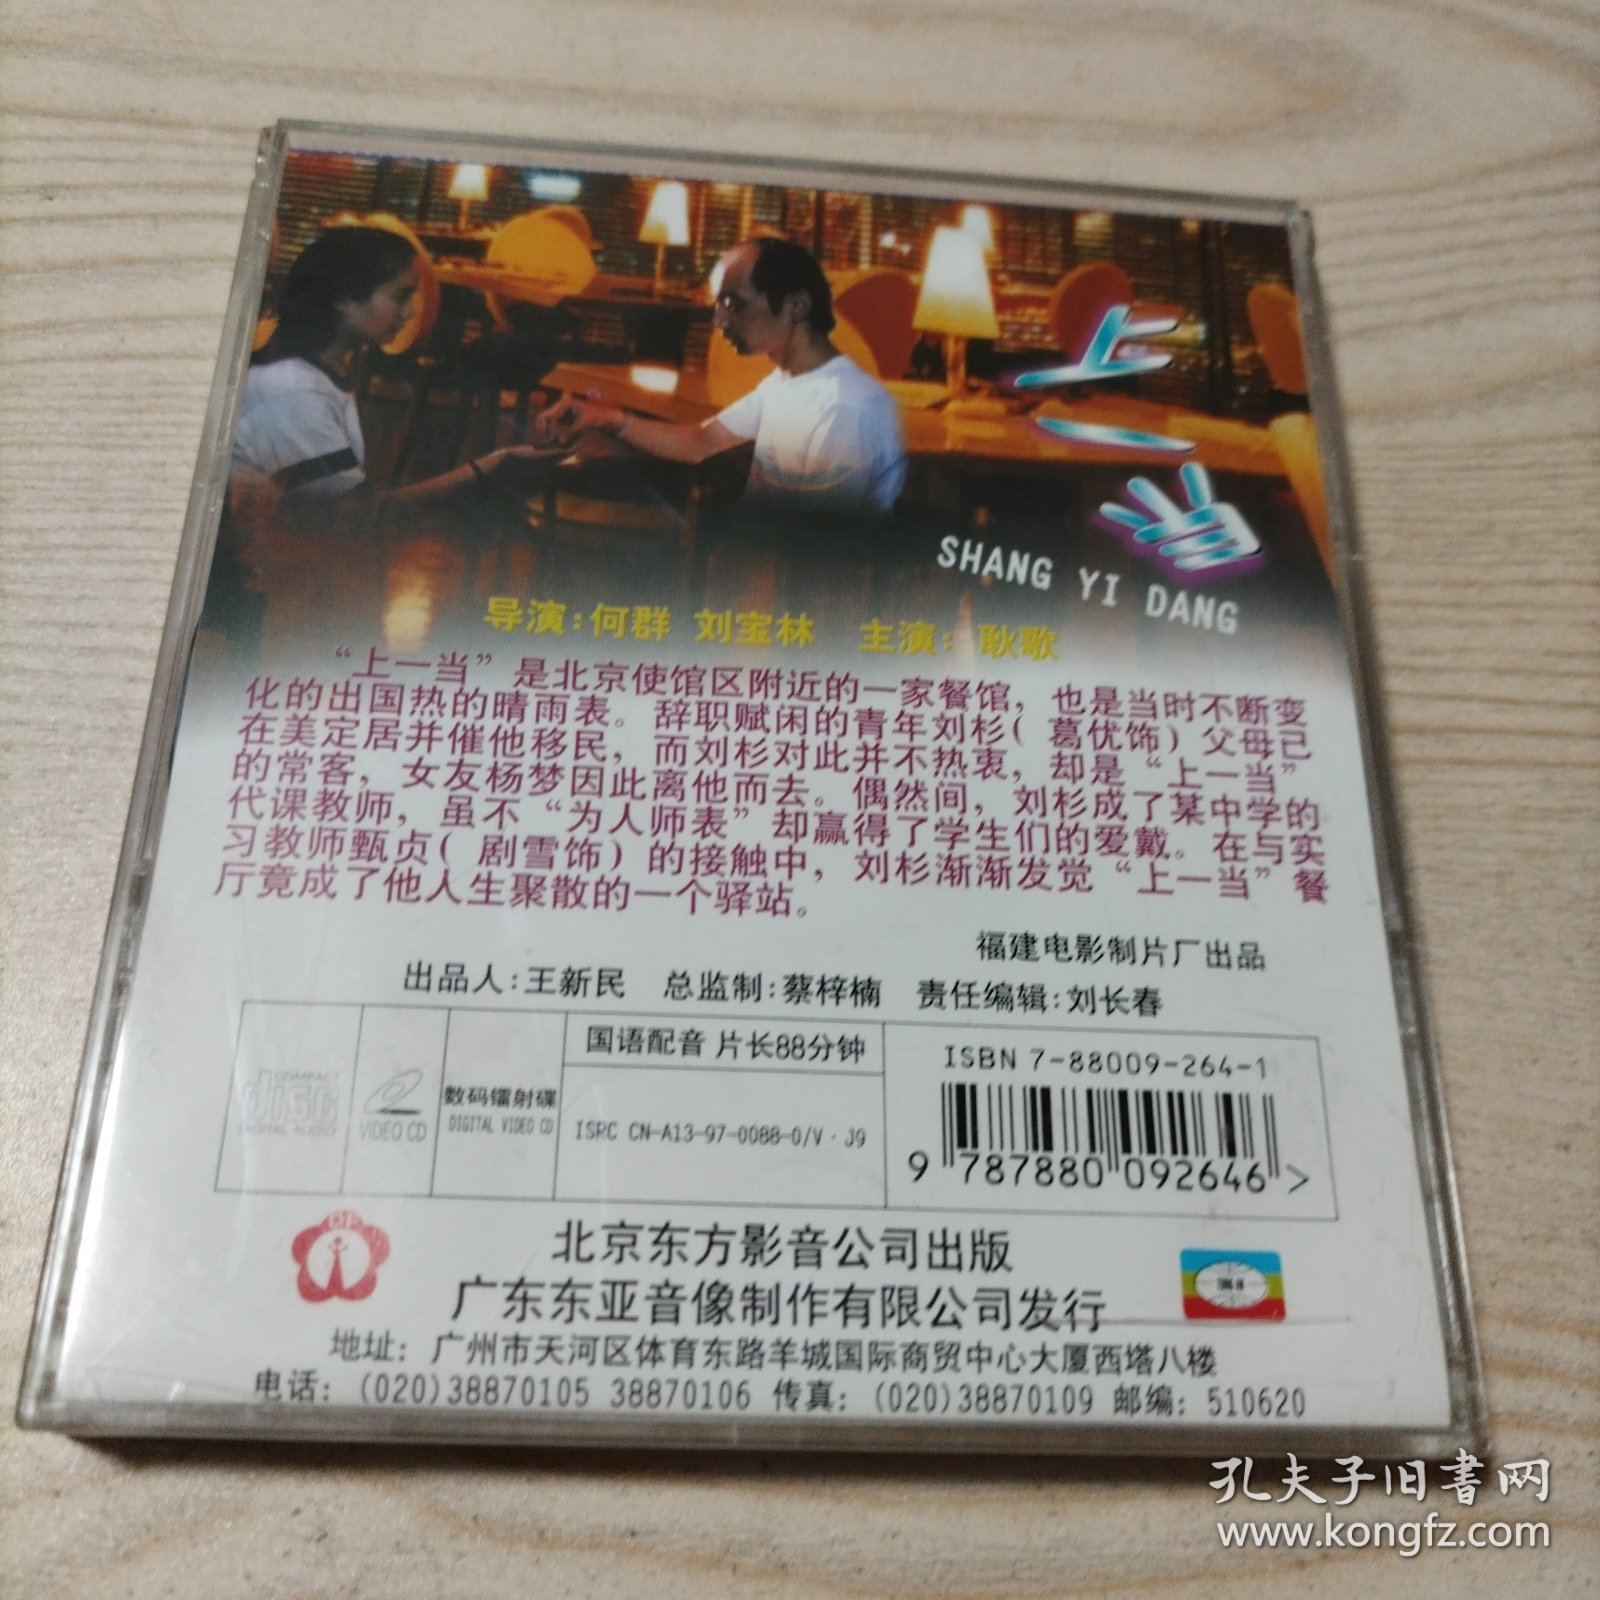 上一当
SHANG YI DANG
导演:何群 刘宝林 主演: 耿歌
“上一当”是北京使馆区附近的一家餐馆，也是当时不断变
化的出国热的晴雨表。辞职赋闲的青年刘杉(葛优饰)父母已
在美定居并催他移民，而刘杉对此并不热衷，却是“上一当”
的常客，女友杨梦因此离他而去。偶然间，刘杉成了某中学的
代课教师，虽不“为人师表”却赢得了学生们的爱戴。在与实
习教师甄贞(剧雪饰)的接触中，刘杉渐渐发觉“上一当”餐
厅竟成了他人生聚散的一个驿站。
福建电影制片厂出品
出品人:王新民 总监制:蔡梓楠 责任编辑:刘长春
COMPACT
disc
DIGITAL AUDIO
VIDEO CD
数码镭射碟
DIGITAL VIDEO CD
国语配音 片长88分钟
ISRC CN-A13-97-0088-0/V·J9
ISBN 7-88009-264-1
9 787880 092646 >
北京东方影音公司出版
广东东亚音像制作有限公司发行
地址: 广州市天河区体育东路羊城国际商贸中心大厦西塔八楼
电话: (020)38870105 38870106 传真: (020)38870109 邮编: 510620
孔夫子旧书网
www.kongfz.com